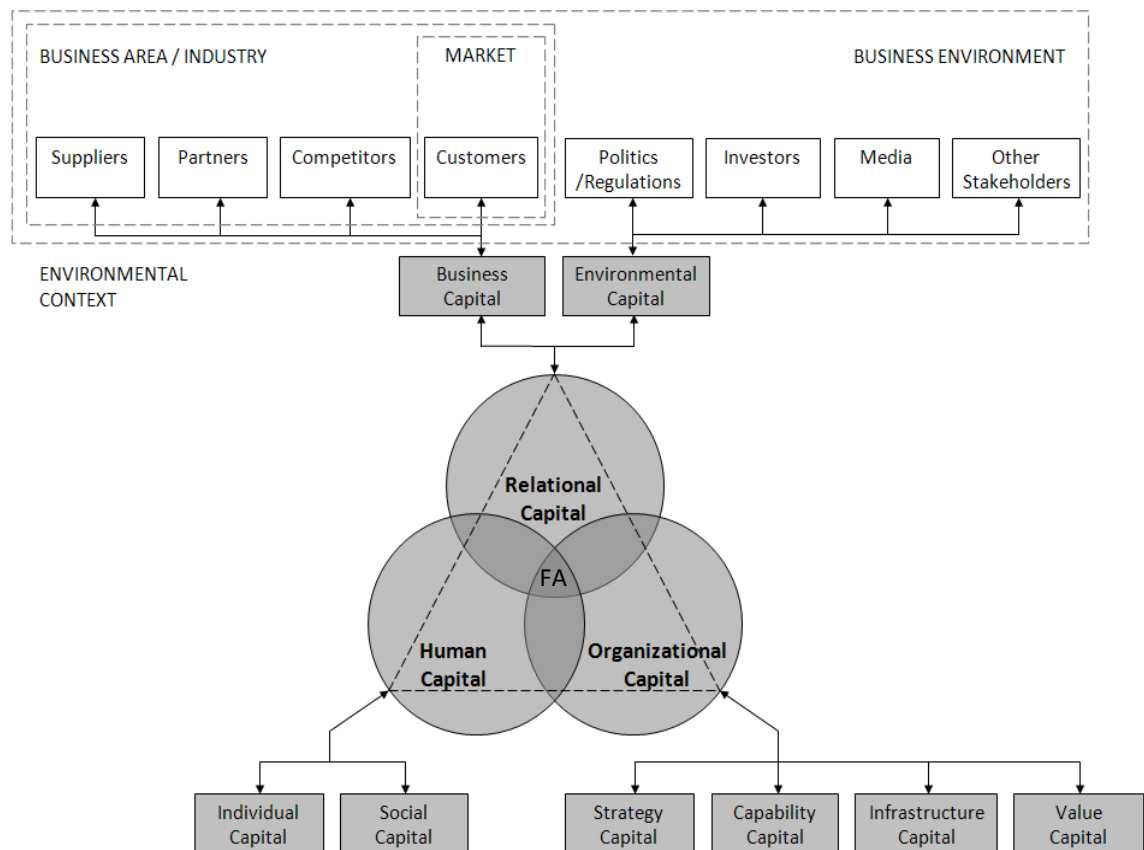 BUSINESS AREA / INDUSTRY
MARKET
BUSINESS ENVIRONMENT
Suppliers
Partners
Competitors
Customers
Politics
/Regulations
Investors
Media
Other
Stakeholders
ENVIRONMENTAL
CONTEXT
Business
Capital
Environmental
Capital
Relational
Capital
FA
Human
Capital
Organizational
Capital
Individual
Capital
Social
Capital
Strategy
Capital
Capability
Capital
Infrastructure
Capital
Value
Capital